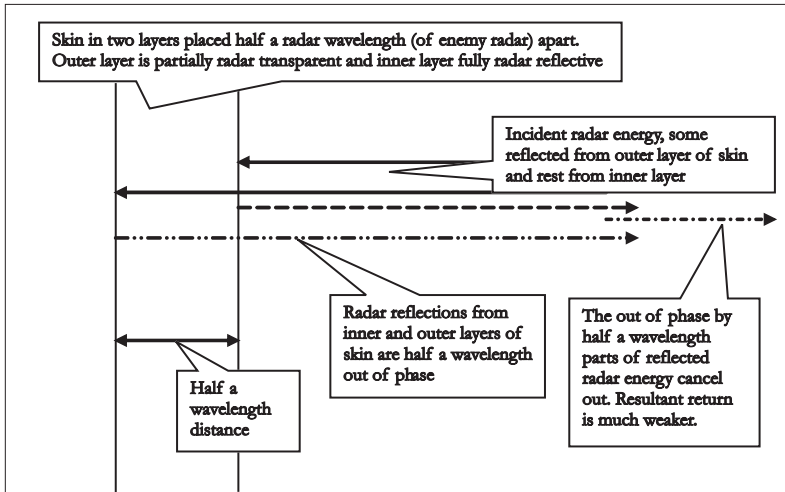 Skin in two layers placed half a radar wavelength (of enemy radar) apart.
Outer layer is partially radar transparent and inner layer fully radar reflective
Incident radar energy, some
reflected from outer layer of skin
and rest from inner layer
Radar reflections from
inner and outer layers of
skin are half a wavelength
out of phase
The out of phase by
half a wavelength
parts of reflected
radar energy cancel
out. Resultant return
is much weaker.
Half a
wavelength
distance